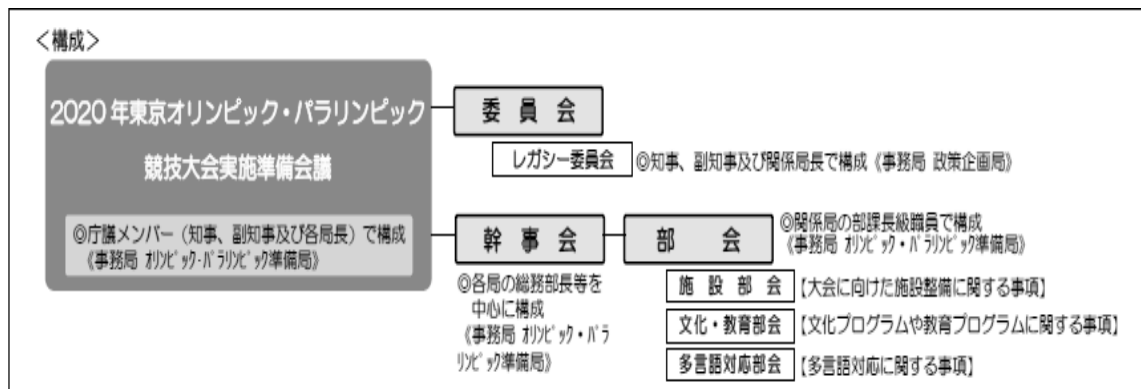 ＜構成＞
2020年東京オリンピック・パラリンピック
競技大会実施準備会議
◎庁議メンバー（知事、副知事及び各局長）で構成
《事務局 ｵﾘﾝﾋﾟｯｸ･ﾊﾟﾗﾘﾝﾋﾟｯｸ準備局》
委 員 会
レガシー委員会
◎知事、副知事及び関係局長で構成《事務局 政策企画局》
幹 事 会
◎各局の総務部長等を
中心に構成
《事務局 ｵﾘﾝﾋﾟｯｸ・ﾊﾟﾗ
ﾘﾝﾋﾟｯｸ準備局》
部 会
◎関係局の部課長級職員で構成
《事務局 ｵﾘﾝﾋﾟｯｸ・ﾊﾟﾗﾘﾝﾋﾟｯｸ準備局》
施 設 部 会 【大会に向けた施設整備に関する事項】
文化・教育部会 【文化プログラムや教育プログラムに関する事項】
多言語対応部会 【多言語対応に関する事項】